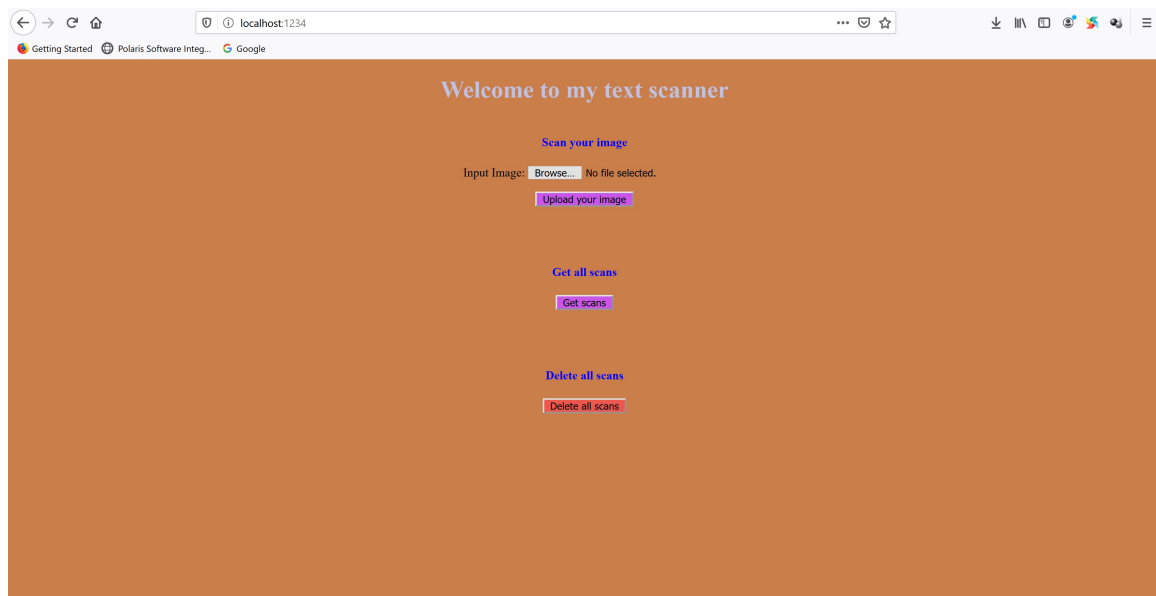 localhost:1234
Getting Started Polaris Software Integ... Google
Welcome to my text scanner
Scan your image
Input Image: Browse... No file selected.
Upload your image
Get all scans
Get scans
Delete all scans
Delete all scans